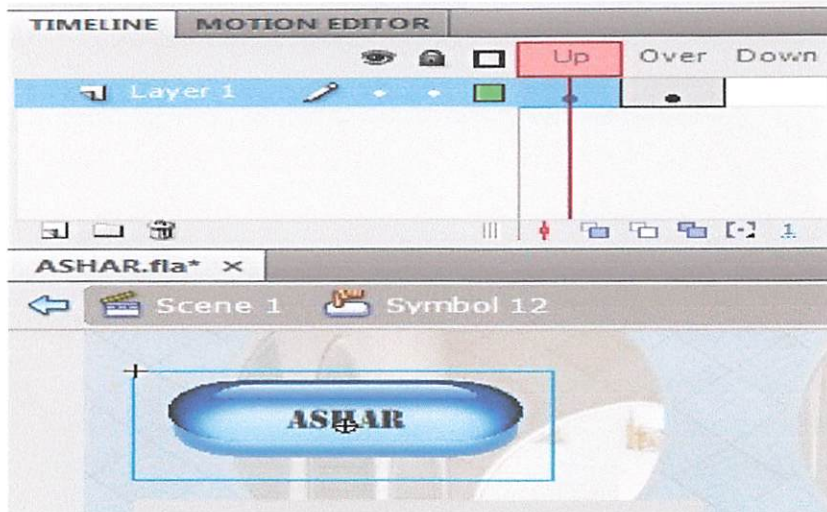 TIMELINE MOTION EDITOR
Up Over Down
Layer 1
1
ASHAR.fla* ×
Scene 1 Symbol 12
ASHAR